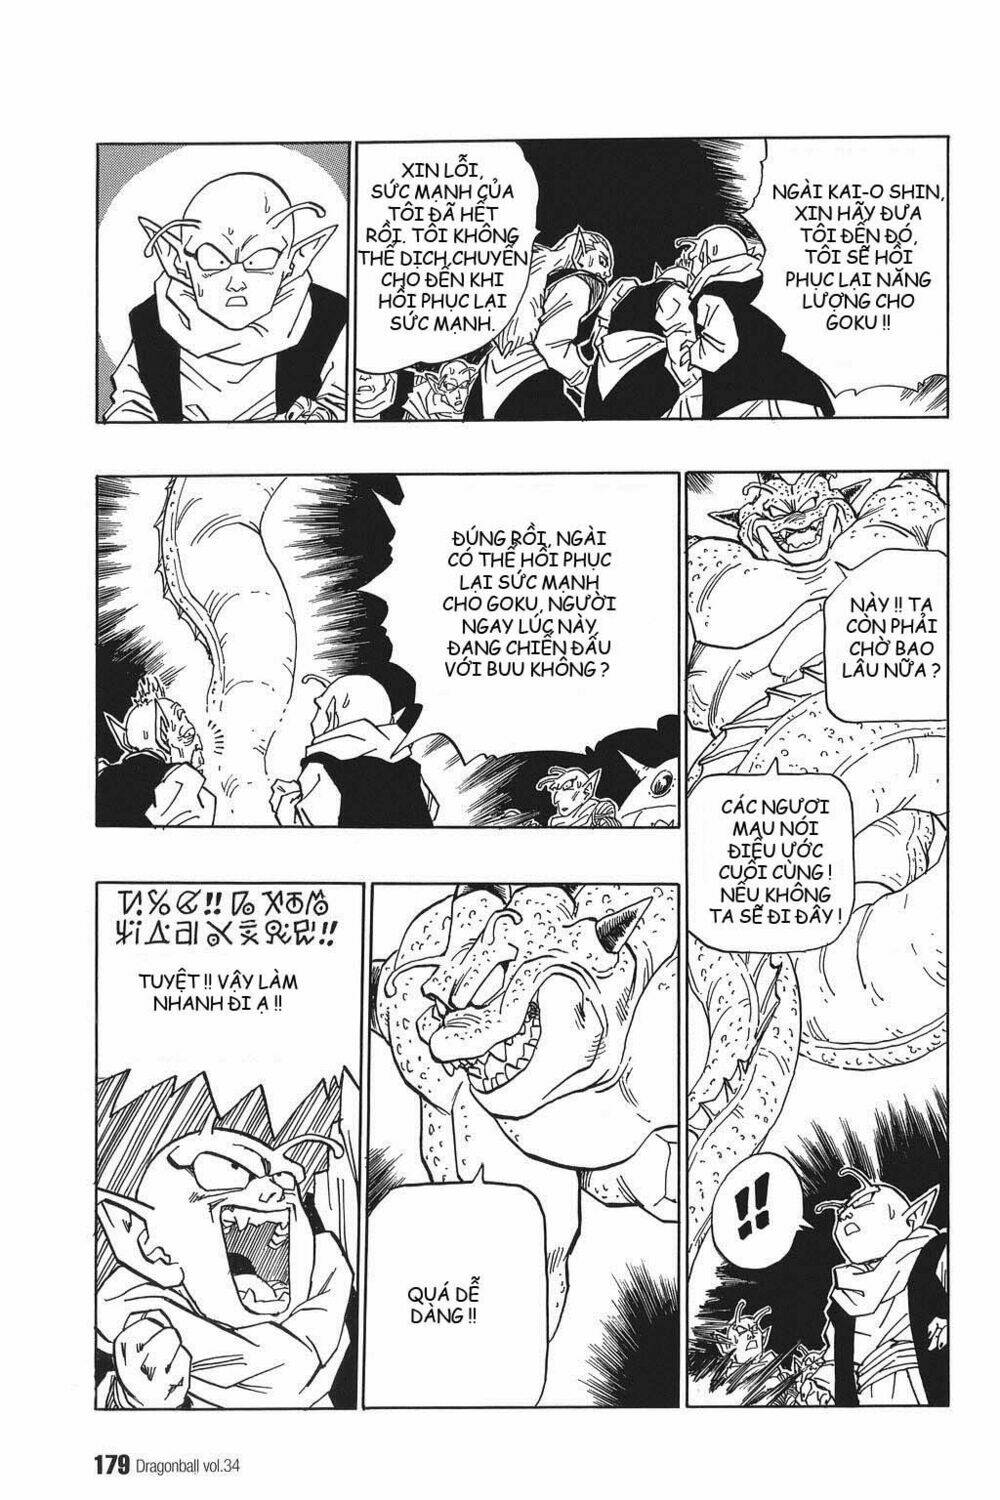 NGÀI KAI-O SHIN,
XIN HÃY ĐƯA
TÔI ĐẾN ĐÓ,
TÔI SẼ HỒI
PHỤC LẠI NĂNG
LƯỢNG CHO
GOKU !!
XIN LỖI,
SỨC MẠNH CỦA
TÔI ĐÃ HẾT
RỒI. TÔI KHÔNG
THỂ DỊCH CHUYỂN
CHO ĐẾN KHI
HỒI PHỤC LẠI
SỨC MẠNH.
NÀY !! TA
CÒN PHẢI
CHỜ BAO
LÂU NỮA ?
CÁC NGƯƠI
MAU NÓI
ĐIỀU ƯỚC
CUỐI CÙNG !
NẾU KHÔNG
TA SẼ ĐI ĐÂY !
!!
ĐÚNG RỒI, NGÀI
CÓ THỂ HỒI PHỤC
LẠI SỨC MẠNH
CHO GOKU, NGƯỜI
NGAY LÚC NÀY
ĐANG CHIẾN ĐẤU
VỚI BUU KHÔNG ?
QUÁ DỄ
DÀNG !!
TUYỆT !! VÂY LÀM
NHANH ĐI Ạ !!
179 Dragonball vol.34